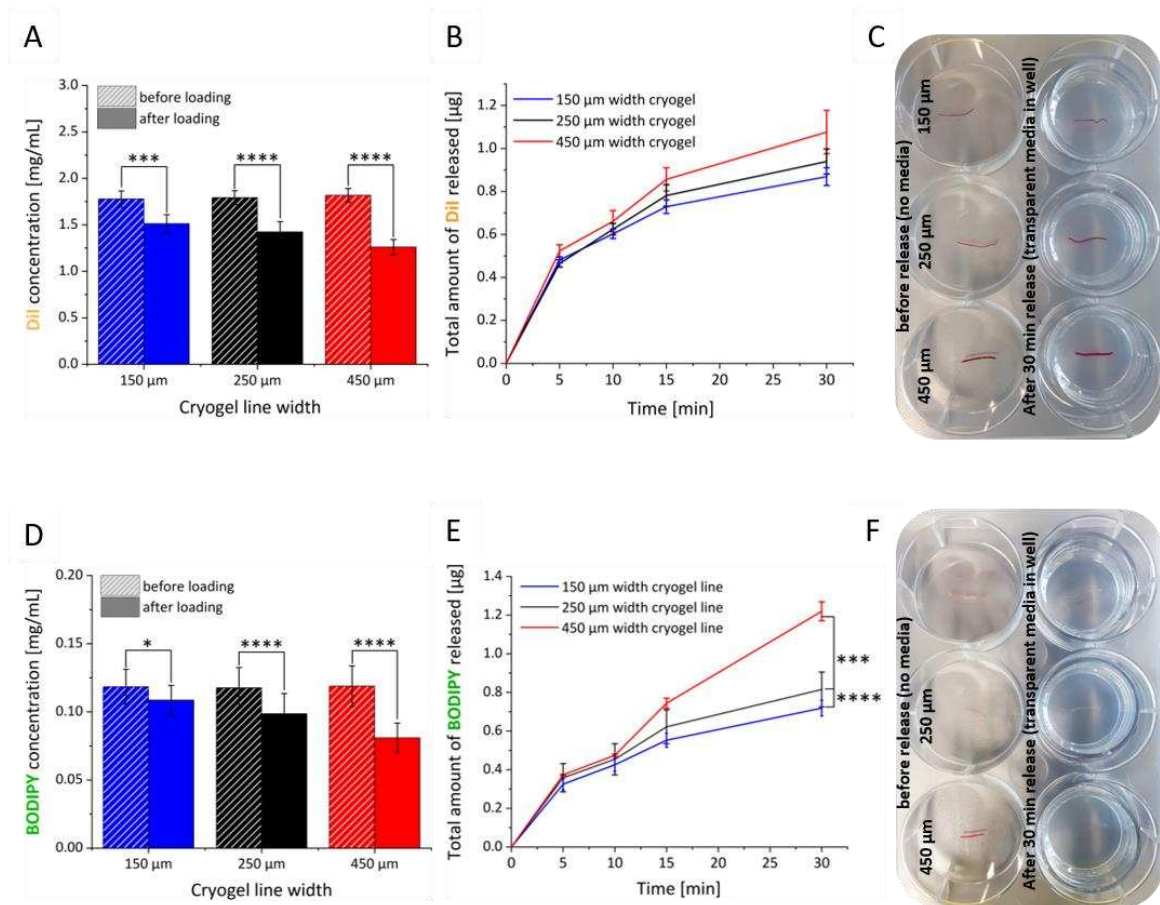 A
3.0
2.5
2.0
1.5
1.0
0.5
0.0
DiI concentration [mg/mL]
before loading
after loading
***
****
****
150 µm
250 µm
450 µm
Cryogel line width
B
1.2
1.0
0.8
0.6
0.4
0.2
0.0
Total amount of DiI released [µg]
150 µm width cryogel
250 µm width cryogel
450 µm width cryogel
0
5
10
15
20
25
30
Time [min]
C
150 µm
250 µm
450 µm
before release (no media)
After 30 min release (transparent media in well)
D
0.20
0.15
0.10
0.05
0.00
BODIPY concentration [mg/mL]
before loading
after loading
*
****
****
150 µm
250 µm
450 µm
Cryogel line width
E
1.4
1.2
1.0
0.8
0.6
0.4
0.2
0.0
Total amount of BODIPY released [µg]
150 µm width cryogel line
250 µm width cryogel line
450 µm width cryogel line
***
****
0
5
10
15
20
25
30
Time [min]
F
150 µm
250 µm
450 µm
before release (no media)
After 30 min release (transparent media in well)